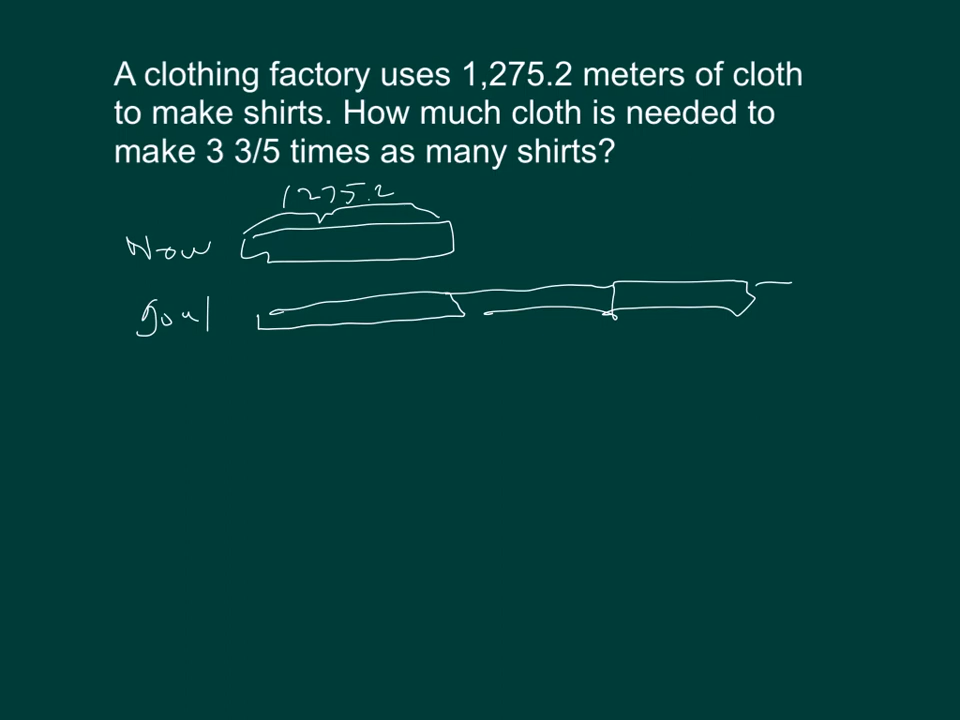 A clothing factory uses 1,275.2 meters of cloth
to make shirts. How much cloth is needed to
make 3 3/5 times as many shirts?
1275.2
Now
goal